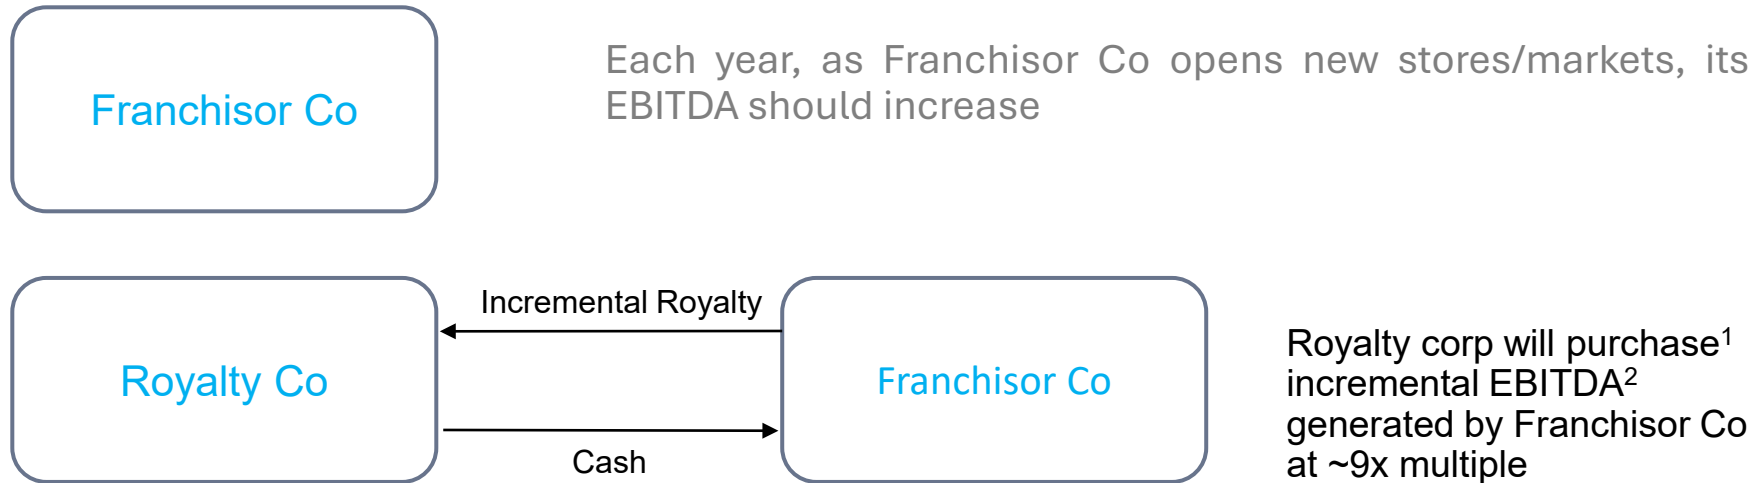 Franchisor Co
Each year, as Franchisor Co opens new stores/markets, its
EBITDA should increase
Incremental Royalty
Royalty Co
Franchisor Co
Cash
Royalty corp will purchase¹
incremental EBITDA²
generated by Franchisor Co
at ~9x multiple